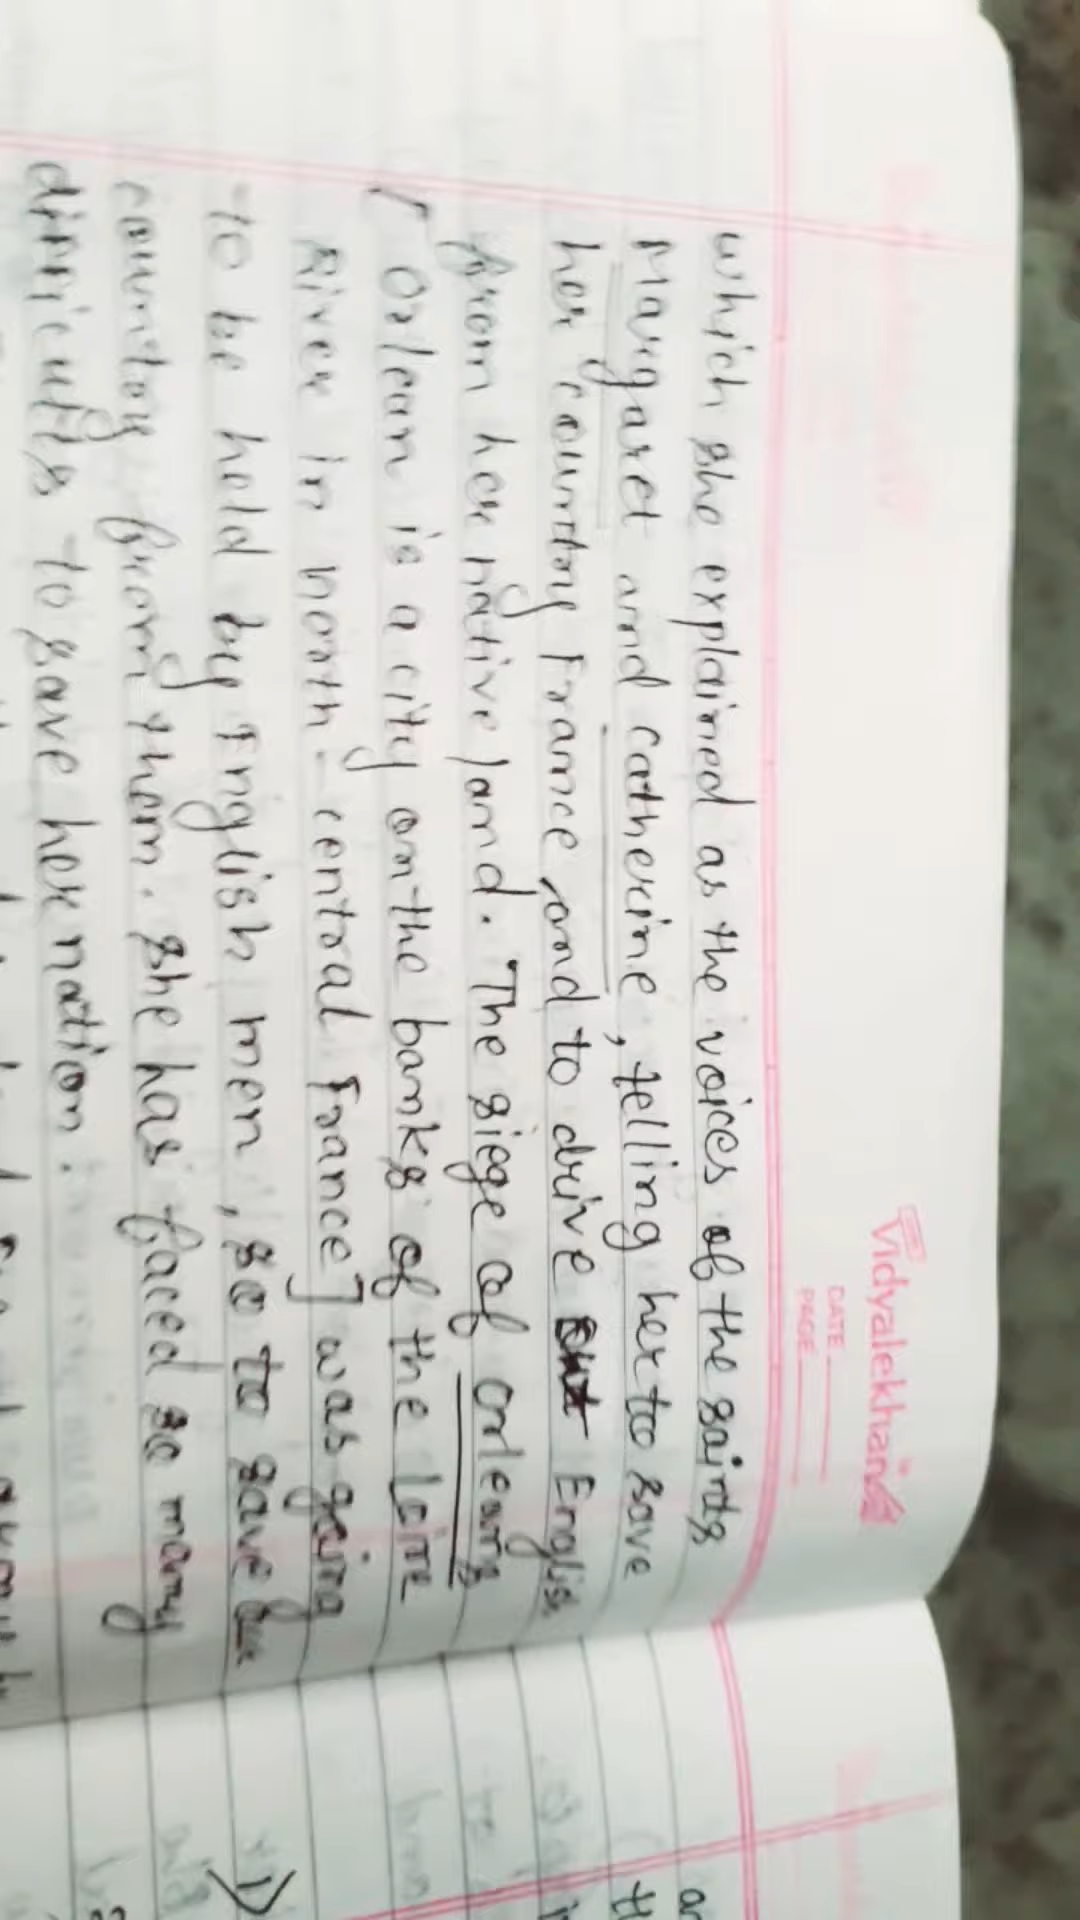 Vidyalekhan
DATE
PAGE
which she explained as the voices of the saints
Margaret and catherine, telling her to save
her country France, and to drive out English
from her native land. The siege of orleans
[ Orlean is a city on the banks of the Loire
River in north-central France] was going
to be held by English men, so to save
country from them. she has faced so many
to save her nation.